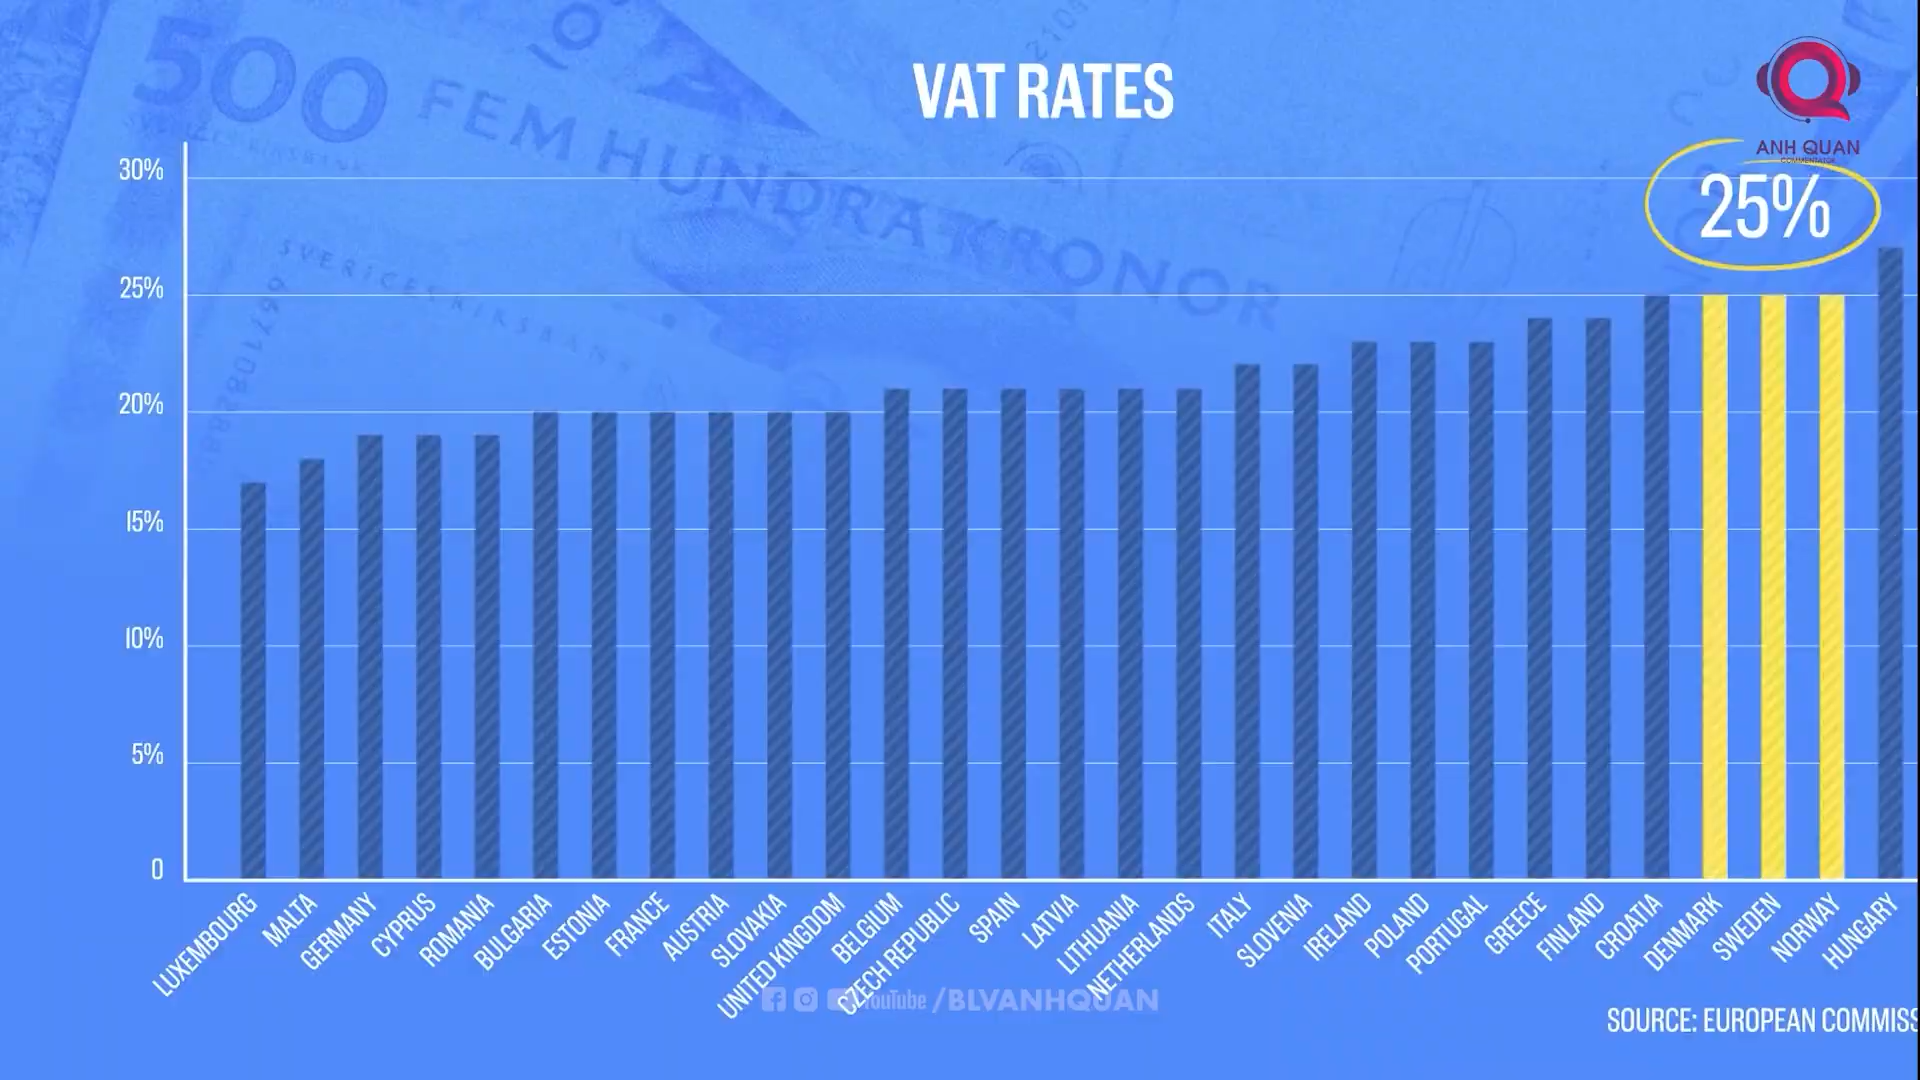 500 FEM HUNDRA KRONOR
SVERIGES RIKSBANK
VAT RATES
ANH QUAN
COMMENTATOR
25%
30%
25%
20%
15%
10%
5%
0
LUXEMBOURG
MALTA
GERMANY
CYPRUS
ROMANIA
BULGARIA
ESTONIA
FRANCE
AUSTRIA
SLOVAKIA
UNITED KINGDOM
BELGIUM
CZECH REPUBLIC
SPAIN
LATVIA
LITHUANIA
NETHERLANDS
ITALY
SLOVENIA
IRELAND
POLAND
PORTUGAL
GREECE
FINLAND
CROATIA
DENMARK
SWEDEN
NORWAY
HUNGARY
YouTube /BLVANHQUAN
SOURCE: EUROPEAN COMMISS